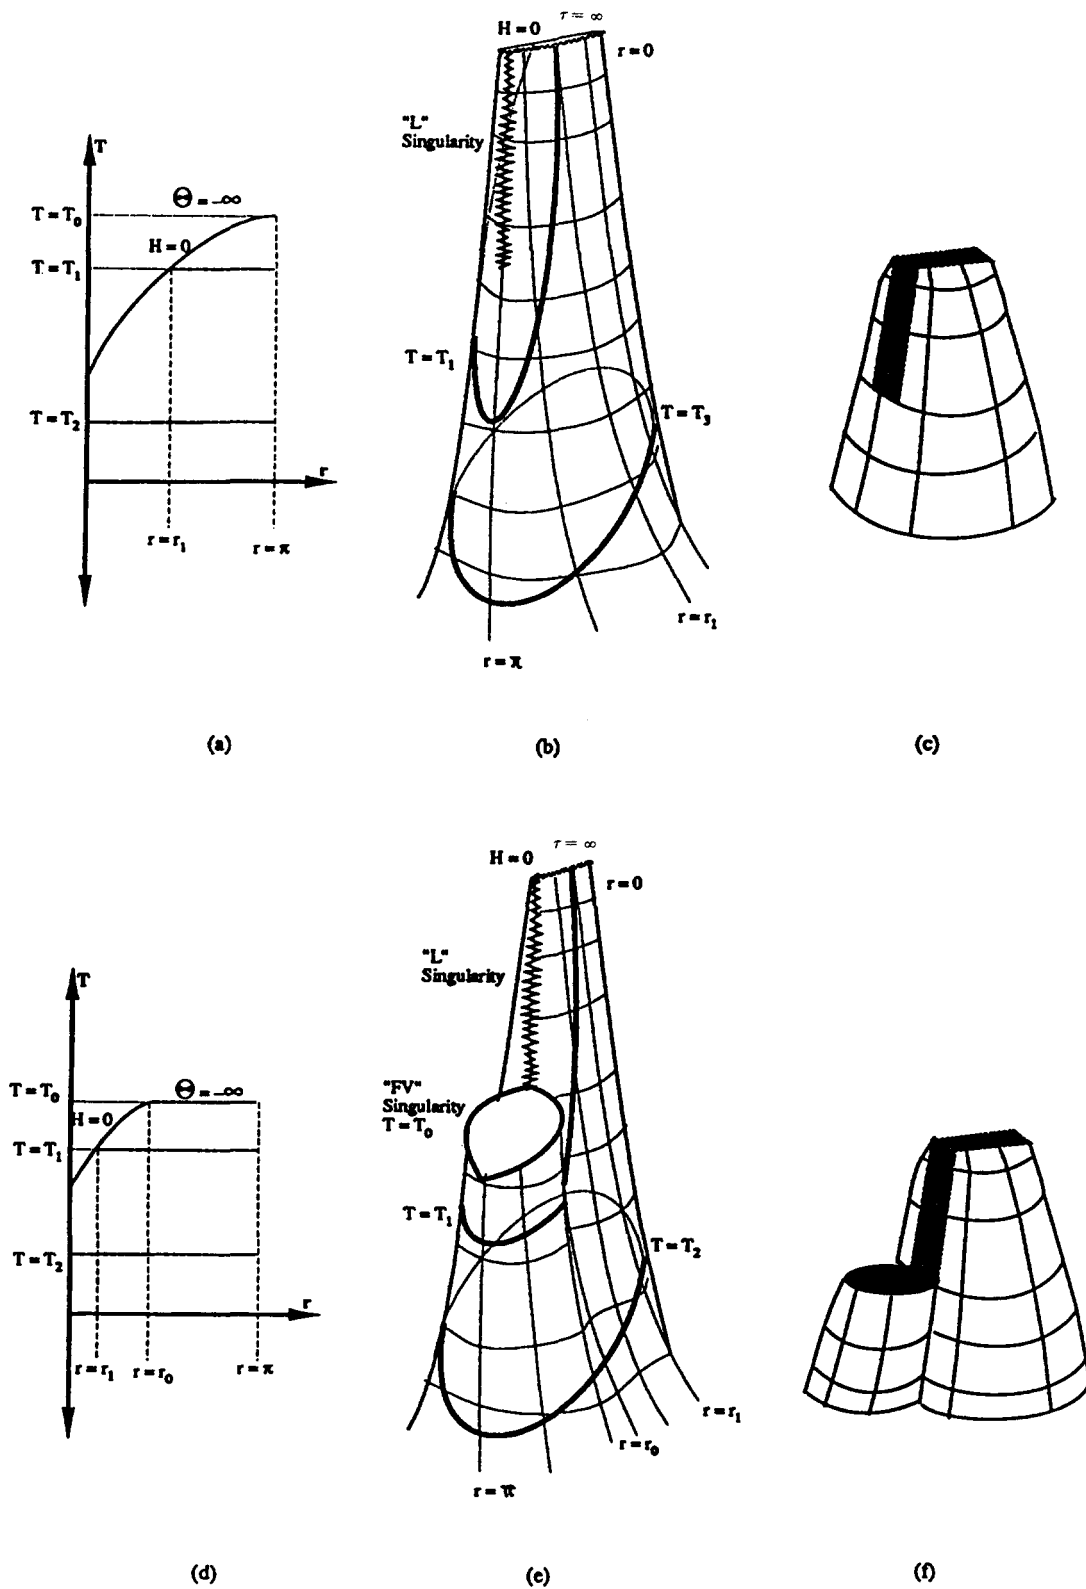 T
Θ = -∞
T = T₀
H = 0
T = T₁
T = T₂
r
r = r₁
r = π
(a)
H = 0
τ = ∞
r = 0
"L"
Singularity
T = T₁
T = T₃
r = r₁
r = π
(b)
(c)
T
T = T₀
Θ = -∞
H = 0
T = T₁
T = T₂
r
r = r₁
r = r₀
r = π
(d)
τ = ∞
H = 0
r = 0
"L"
Singularity
"FV"
Singularity
T = T₀
T = T₁
T = T₂
r = r₁
r = r₀
r = π
(e)
(f)